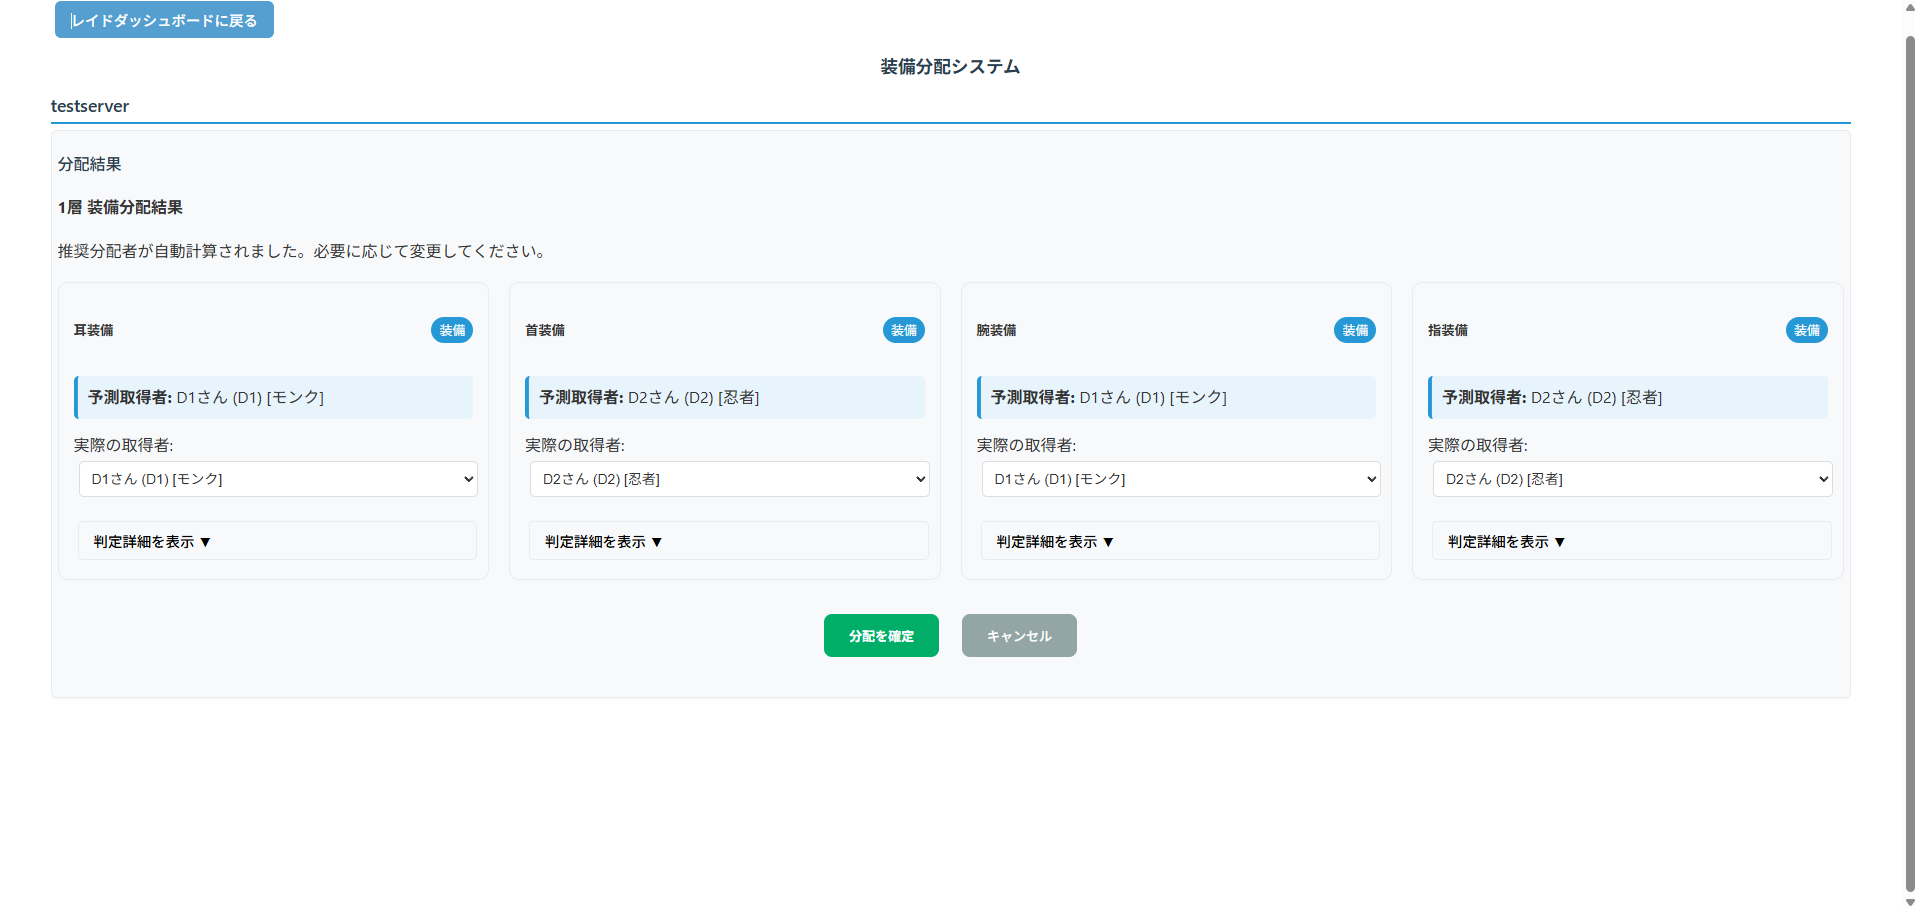 レイドダッシュボードに戻る
装備分配システム
testserver
分配結果
1層 装備分配結果
推奨分配者が自動計算されました。必要に応じて変更してください。
耳装備
装備
予測取得者: D1さん (D1) [モンク]
実際の取得者:
D1さん (D1) [モンク]
判定詳細を表示 ▼
首装備
装備
予測取得者: D2さん (D2) [忍者]
実際の取得者:
D2さん (D2) [忍者]
判定詳細を表示 ▼
腕装備
装備
予測取得者: D1さん (D1) [モンク]
実際の取得者:
D1さん (D1) [モンク]
判定詳細を表示 ▼
指装備
装備
予測取得者: D2さん (D2) [忍者]
実際の取得者:
D2さん (D2) [忍者]
判定詳細を表示 ▼
分配を確定
キャンセル